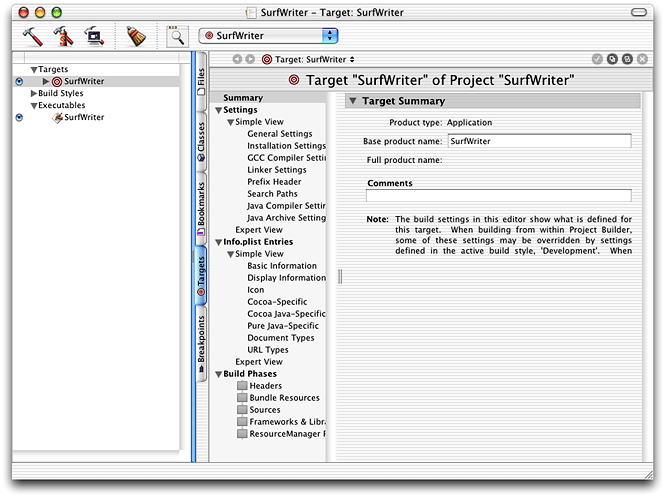 SurfWriter – Target: SurfWriter
SurfWriter
Targets
SurfWriter
Build Styles
Executables
SurfWriter
Files
Classes
Bookmarks
Targets
Breakpoints
Target: SurfWriter
Target "SurfWriter" of Project "SurfWriter"
Summary
Settings
Simple View
General Settings
Installation Setting
GCC Compiler Settin
Linker Settings
Prefix Header
Search Paths
Java Compiler Settin
Java Archive Setting
Expert View
Info.plist Entries
Simple View
Basic Information
Display Information
Icon
Cocoa-Specific
Cocoa Java-Specific
Pure Java-Specific
Document Types
URL Types
Expert View
Build Phases
Headers
Bundle Resources
Sources
Frameworks & Libra
ResourceManager R
Target Summary
Product type: Application
Base product name: SurfWriter
Full product name:
Comments
Note: The build settings in this editor show what is defined for
this target. When building from within Project Builder,
some of these settings may be overridden by settings
defined in the active build style, 'Development'. When